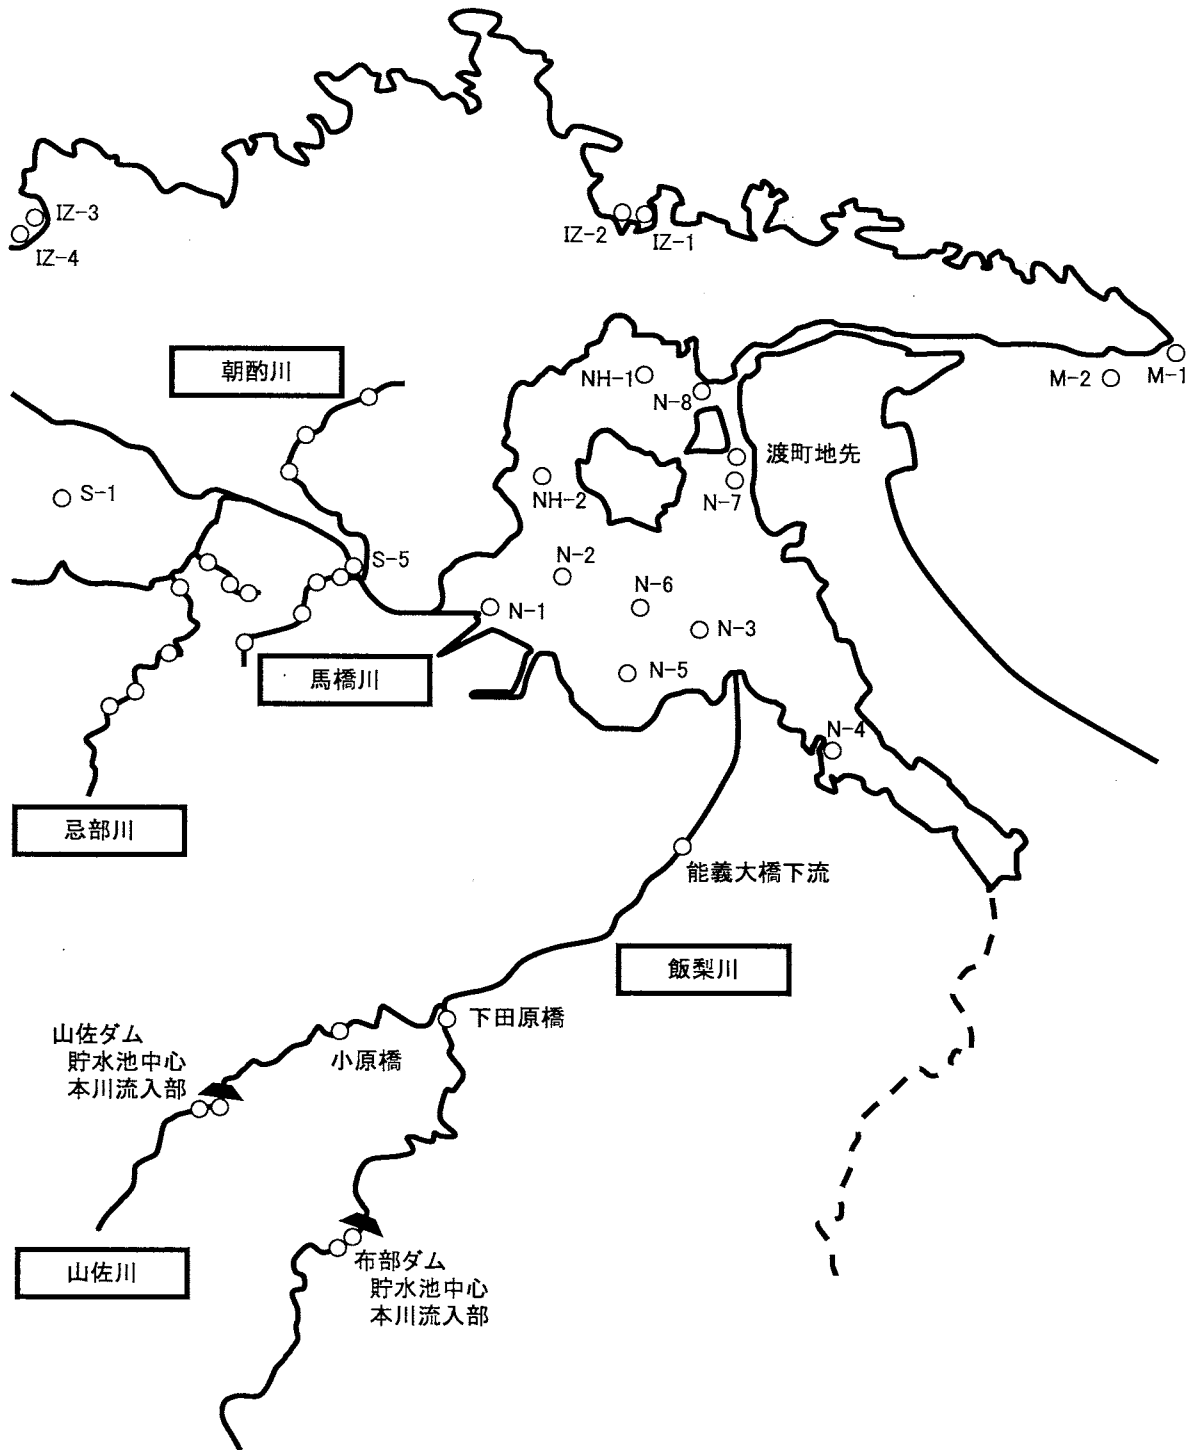 IZ-3
IZ-4
IZ-2
IZ-1
朝酌川
NH-1
N-8
M-2
M-1
渡町地先
S-1
NH-2
N-7
S-5
N-2
N-6
N-1
N-3
馬橋川
N-5
N-4
忌部川
能義大橋下流
飯梨川
下田原橋
山佐ダム
貯水池中心
本川流入部
小原橋
山佐川
布部ダム
貯水池中心
本川流入部